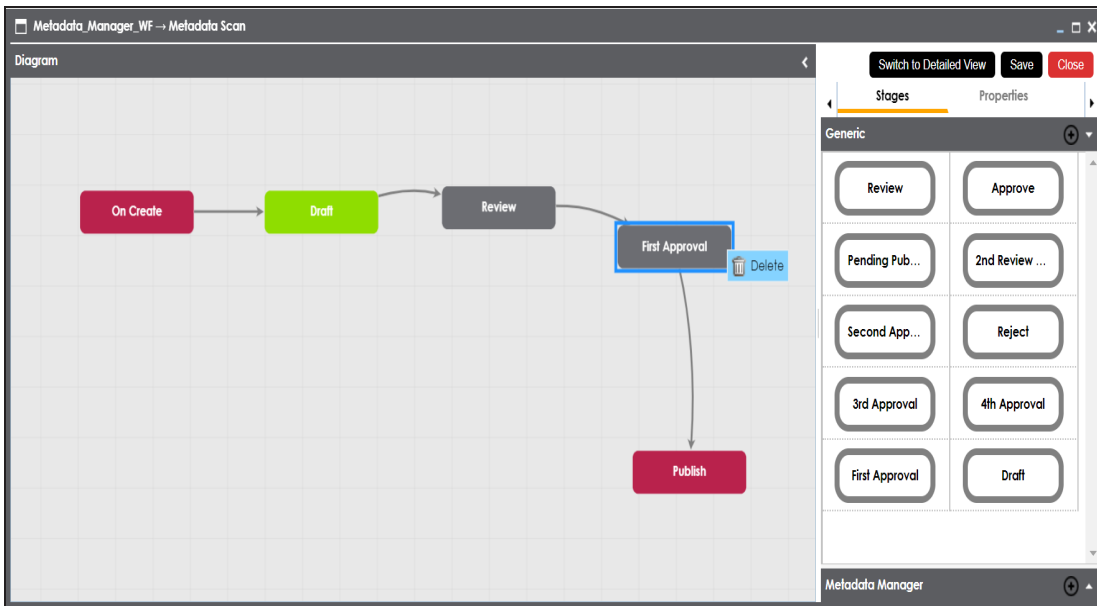 Metadata_Manager_WF → Metadata Scan
Diagram
Switch to Detailed View
Save
Close
Stages
Properties
Generic
On Create
Draft
Review
First Approval
Delete
Publish
Review
Approve
Pending Pub...
2nd Review ...
Second App...
Reject
3rd Approval
4th Approval
First Approval
Draft
Metadata Manager